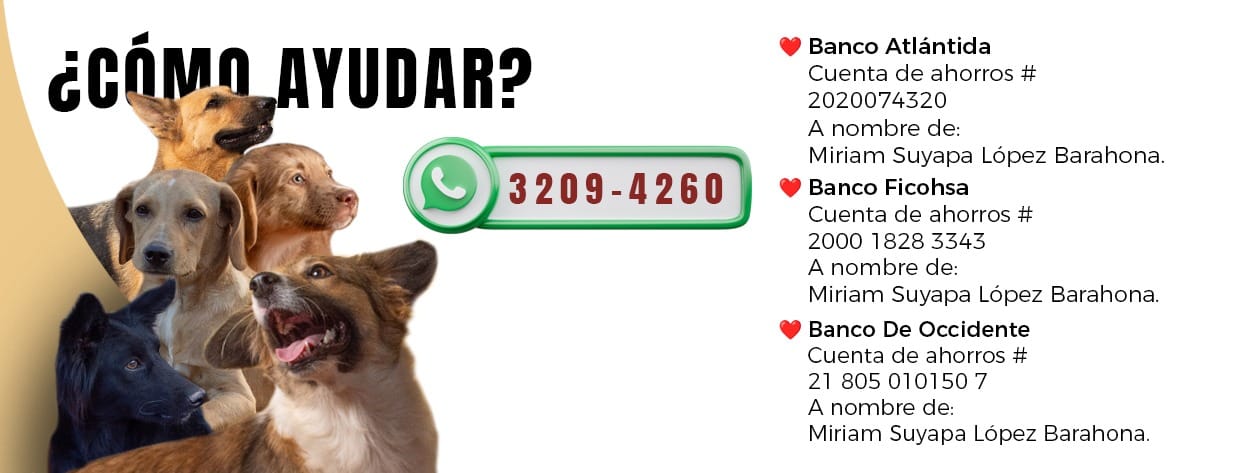 ¿CÓMO AYUDAR?
3209-4260
Banco Atlántida
Cuenta de ahorros #
2020074320
A nombre de:
Miriam Suyapa López Barahona.
Banco Ficohsa
Cuenta de ahorros #
2000 1828 3343
A nombre de:
Miriam Suyapa López Barahona.
Banco De Occidente
Cuenta de ahorros #
21 805 010150 7
A nombre de:
Miriam Suyapa López Barahona.